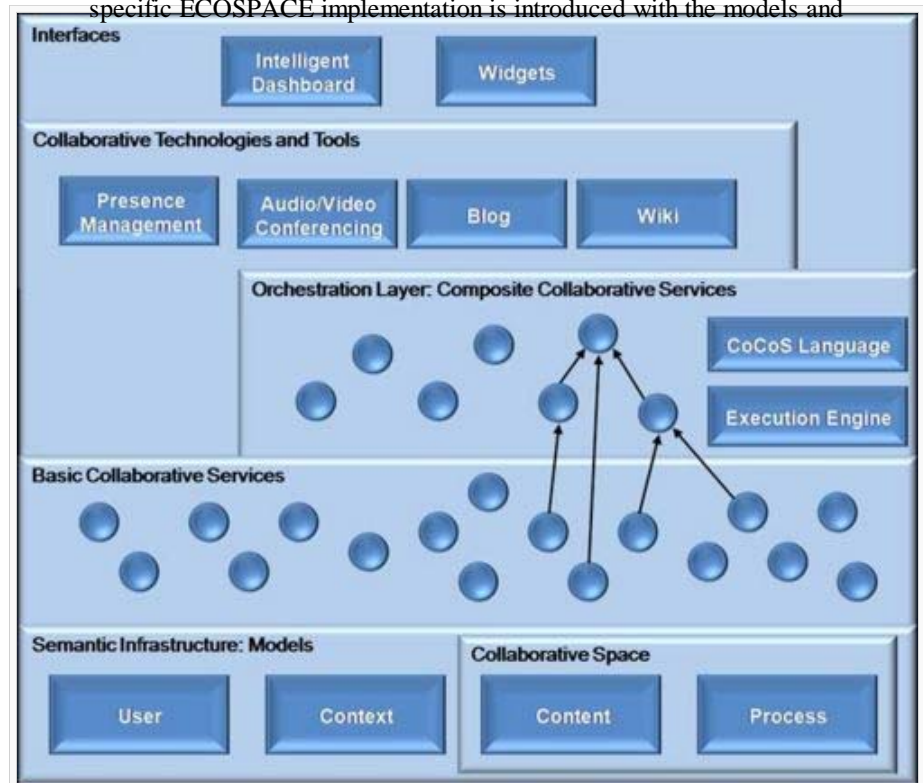 specific ECOSPACE implementation is introduced with the models and
Interfaces
Intelligent
Dashboard
Widgets
Collaborative Technologies and Tools
Presence
Management
Audio/Video
Conferencing
Blog
Wiki
Orchestration Layer: Composite Collaborative Services
CoCoS Language
Execution Engine
Basic Collaborative Services
Semantic Infrastructure: Models
Collaborative Space
User
Context
Content
Process